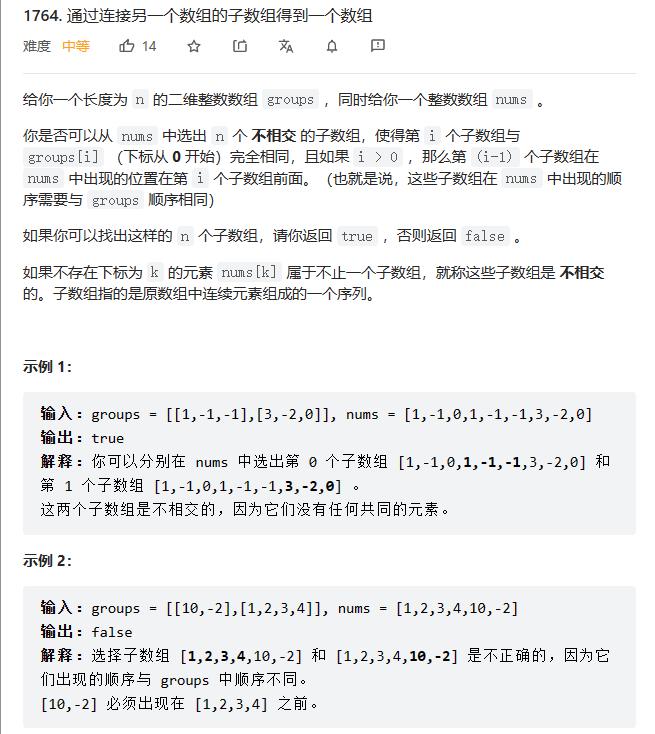 1764. 通过连接另一个数组的子数组得到一个数组
难度 中等 14
给你一个长度为 n 的二维整数数组 groups ，同时给你一个整数数组 nums 。
你是否可以从 nums 中选出 n 个 不相交 的子数组，使得第 i 个子数组与
groups[i] （下标从 0 开始）完全相同，且如果 i > 0 ，那么第 (i-1) 个子数组在
nums 中出现的位置在第 i 个子数组前面。（也就是说，这些子数组在 nums 中出现的顺
序需要与 groups 顺序相同）
如果你可以找出这样的 n 个子数组，请你返回 true ，否则返回 false 。
如果不存在下标为 k 的元素 nums[k] 属于不止一个子数组，就称这些子数组是 不相交
的。子数组指的是原数组中连续元素组成的一个序列。
示例 1：
输入：groups = [[1,-1,-1],[3,-2,0]], nums = [1,-1,0,1,-1,-1,3,-2,0]
输出：true
解释：你可以分别在 nums 中选出第 0 个子数组 [1,-1,0,1,-1,-1,3,-2,0] 和
第 1 个子数组 [1,-1,0,1,-1,-1,3,-2,0] 。
这两个子数组是不相交的，因为它们没有任何共同的元素。
示例 2：
输入：groups = [[10,-2],[1,2,3,4]], nums = [1,2,3,4,10,-2]
输出：false
解释：选择子数组 [1,2,3,4,10,-2] 和 [1,2,3,4,10,-2] 是不正确的，因为它
们出现的顺序与 groups 中顺序不同。
[10,-2] 必须出现在 [1,2,3,4] 之前。